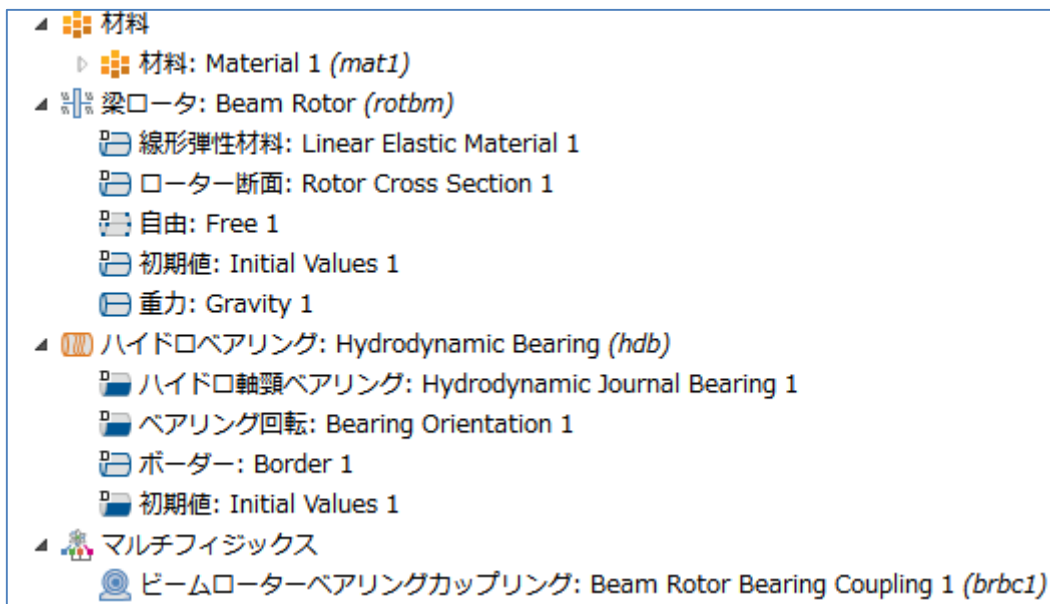 材料
材料: Material 1 (mat1)
梁ロータ: Beam Rotor (rotbm)
線形弾性材料: Linear Elastic Material 1
ローター断面: Rotor Cross Section 1
自由: Free 1
初期値: Initial Values 1
重力: Gravity 1
ハイドロベアリング: Hydrodynamic Bearing (hdb)
ハイドロ軸頸ベアリング: Hydrodynamic Journal Bearing 1
ベアリング回転: Bearing Orientation 1
ボーダー: Border 1
初期値: Initial Values 1
マルチフィジックス
ビームローターベアリングカップリング: Beam Rotor Bearing Coupling 1 (brbc1)